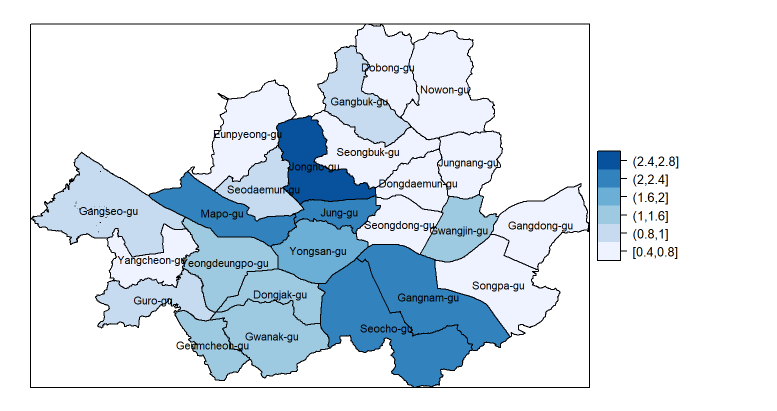 Dobong-gu
Nowon-gu
Gangbuk-gu
Eunpyeong-gu
Seongbuk-gu
Jungnang-gu
Jongno-gu
Dongdaemun-gu
Seodaemun-gu
Gangseo-gu
Mapo-gu
Jung-gu
Seongdong-gu
Gwangjin-gu
Gangdong-gu
Yongsan-gu
Yangcheon-gu
Yeongdeungpo-gu
Songpa-gu
Dongjak-gu
Gangnam-gu
Guro-gu
Seocho-gu
Gwanak-gu
Geumcheon-gu
(2.4,2.8]
(2,2.4]
(1.6,2]
(1,1.6]
(0.8,1]
[0.4,0.8]